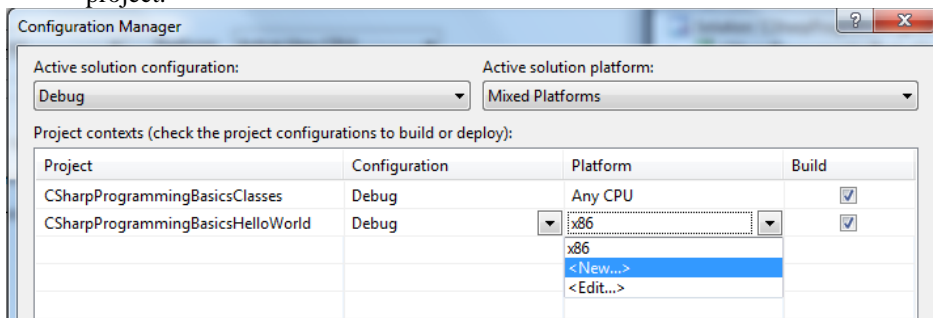 project.
Configuration Manager
Active solution configuration: Active solution platform:
Debug Mixed Platforms
Project contexts (check the project configurations to build or deploy):
Project Configuration Platform Build
CSharpProgrammingBasicsClasses Debug Any CPU
CSharpProgrammingBasicsHelloWorld Debug x86
x86
<New...>
<Edit...>